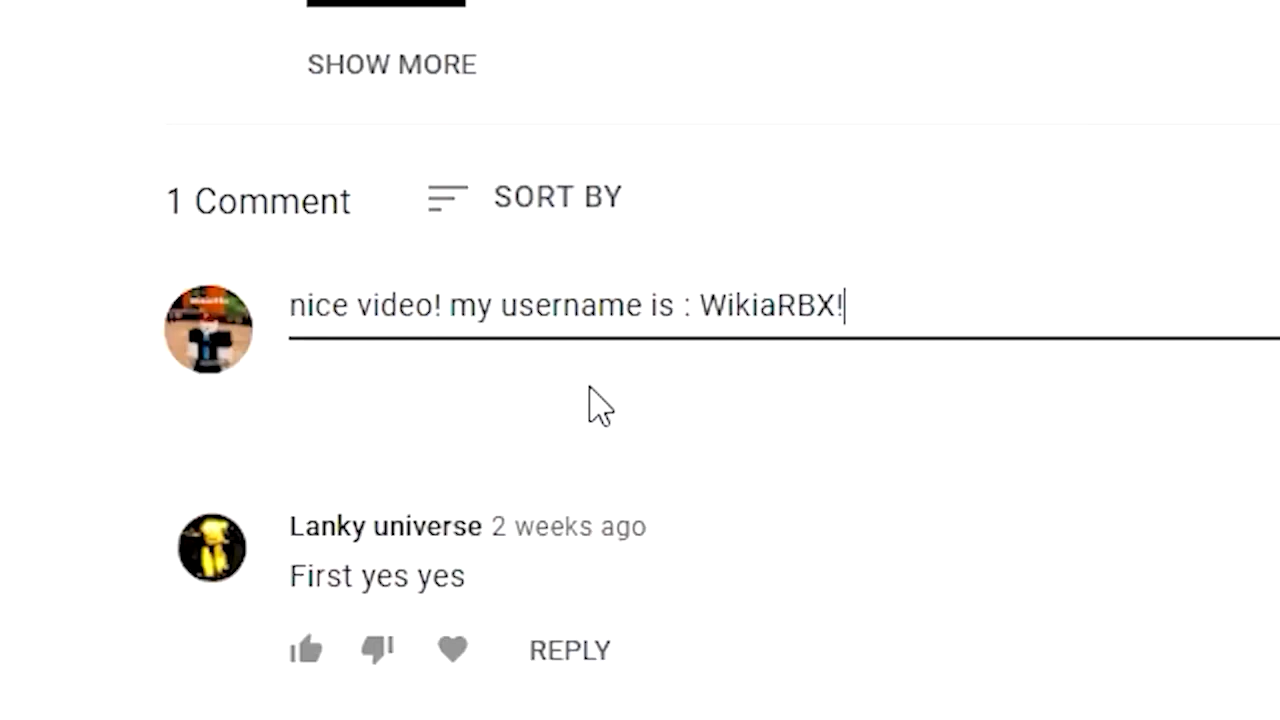 SHOW MORE
1 Comment
SORT BY
nice video! my username is : WikiaRBX!
Lanky universe 2 weeks ago
First yes yes
REPLY